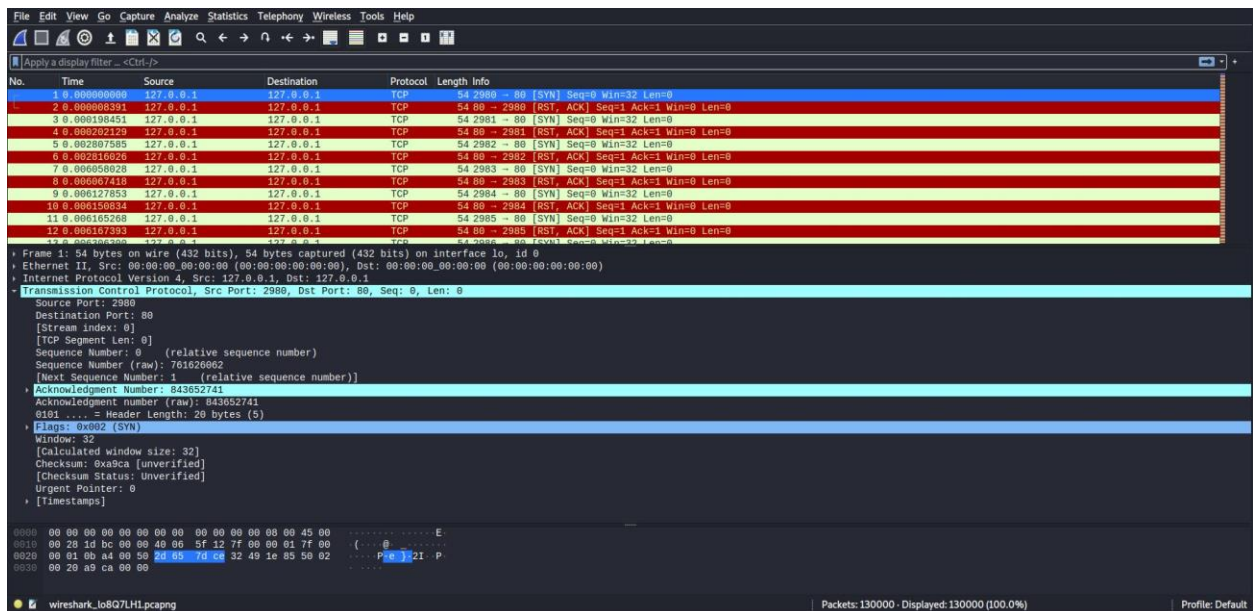 File Edit View Go Capture Analyze Statistics Telephony Wireless Tools Help
Apply a display filter ... <Ctrl-/>
No. Time Source Destination Protocol Length Info
1 0.000000000 127.0.0.1 127.0.0.1 TCP 54 2980 → 80 [SYN] Seq=0 Win=32 Len=0
2 0.000008391 127.0.0.1 127.0.0.1 TCP 54 80 → 2980 [RST, ACK] Seq=1 Ack=1 Win=0 Len=0
3 0.000198451 127.0.0.1 127.0.0.1 TCP 54 2981 → 80 [SYN] Seq=0 Win=32 Len=0
4 0.000202129 127.0.0.1 127.0.0.1 TCP 54 80 → 2981 [RST, ACK] Seq=1 Ack=1 Win=0 Len=0
5 0.002807585 127.0.0.1 127.0.0.1 TCP 54 2982 → 80 [SYN] Seq=0 Win=32 Len=0
6 0.002816026 127.0.0.1 127.0.0.1 TCP 54 80 → 2982 [RST, ACK] Seq=1 Ack=1 Win=0 Len=0
7 0.006058028 127.0.0.1 127.0.0.1 TCP 54 2983 → 80 [SYN] Seq=0 Win=32 Len=0
8 0.006067418 127.0.0.1 127.0.0.1 TCP 54 80 → 2983 [RST, ACK] Seq=1 Ack=1 Win=0 Len=0
9 0.006127853 127.0.0.1 127.0.0.1 TCP 54 2984 → 80 [SYN] Seq=0 Win=32 Len=0
10 0.006150834 127.0.0.1 127.0.0.1 TCP 54 80 → 2984 [RST, ACK] Seq=1 Ack=1 Win=0 Len=0
11 0.006165268 127.0.0.1 127.0.0.1 TCP 54 2985 → 80 [SYN] Seq=0 Win=32 Len=0
12 0.006167393 127.0.0.1 127.0.0.1 TCP 54 80 → 2985 [RST, ACK] Seq=1 Ack=1 Win=0 Len=0
13 0.006306300 127.0.0.1 127.0.0.1 TCP 54 2986 → 80 [SYN] Seq=0 Win=32 Len=0
Frame 1: 54 bytes on wire (432 bits), 54 bytes captured (432 bits) on interface lo, id 0
Ethernet II, Src: 00:00:00_00:00:00 (00:00:00:00:00:00), Dst: 00:00:00_00:00:00 (00:00:00:00:00:00)
Internet Protocol Version 4, Src: 127.0.0.1, Dst: 127.0.0.1
Transmission Control Protocol, Src Port: 2980, Dst Port: 80, Seq: 0, Len: 0
Source Port: 2980
Destination Port: 80
[Stream index: 0]
[TCP Segment Len: 0]
Sequence Number: 0 (relative sequence number)
Sequence Number (raw): 761626062
[Next Sequence Number: 1 (relative sequence number)]
Acknowledgment Number: 843652741
Acknowledgment number (raw): 843652741
0101 .... = Header Length: 20 bytes (5)
Flags: 0x002 (SYN)
Window: 32
[Calculated window size: 32]
Checksum: 0xa9ca [unverified]
[Checksum Status: Unverified]
Urgent Pointer: 0
[Timestamps]
0000 00 00 00 00 00 00 00 00 00 00 00 00 08 00 45 00 ········ ······E·
0010 00 28 1d bc 00 00 40 06 5f 12 7f 00 00 01 7f 00 ·(····@· _·······
0020 00 01 0b a4 00 50 2d 65 7d ce 32 49 1e 85 50 02 ·····P-e }·2I··P·
0030 00 20 a9 ca 00 00 · ····
wireshark_lo8Q7LH1.pcapng Packets: 130000 · Displayed: 130000 (100.0%) Profile: Default